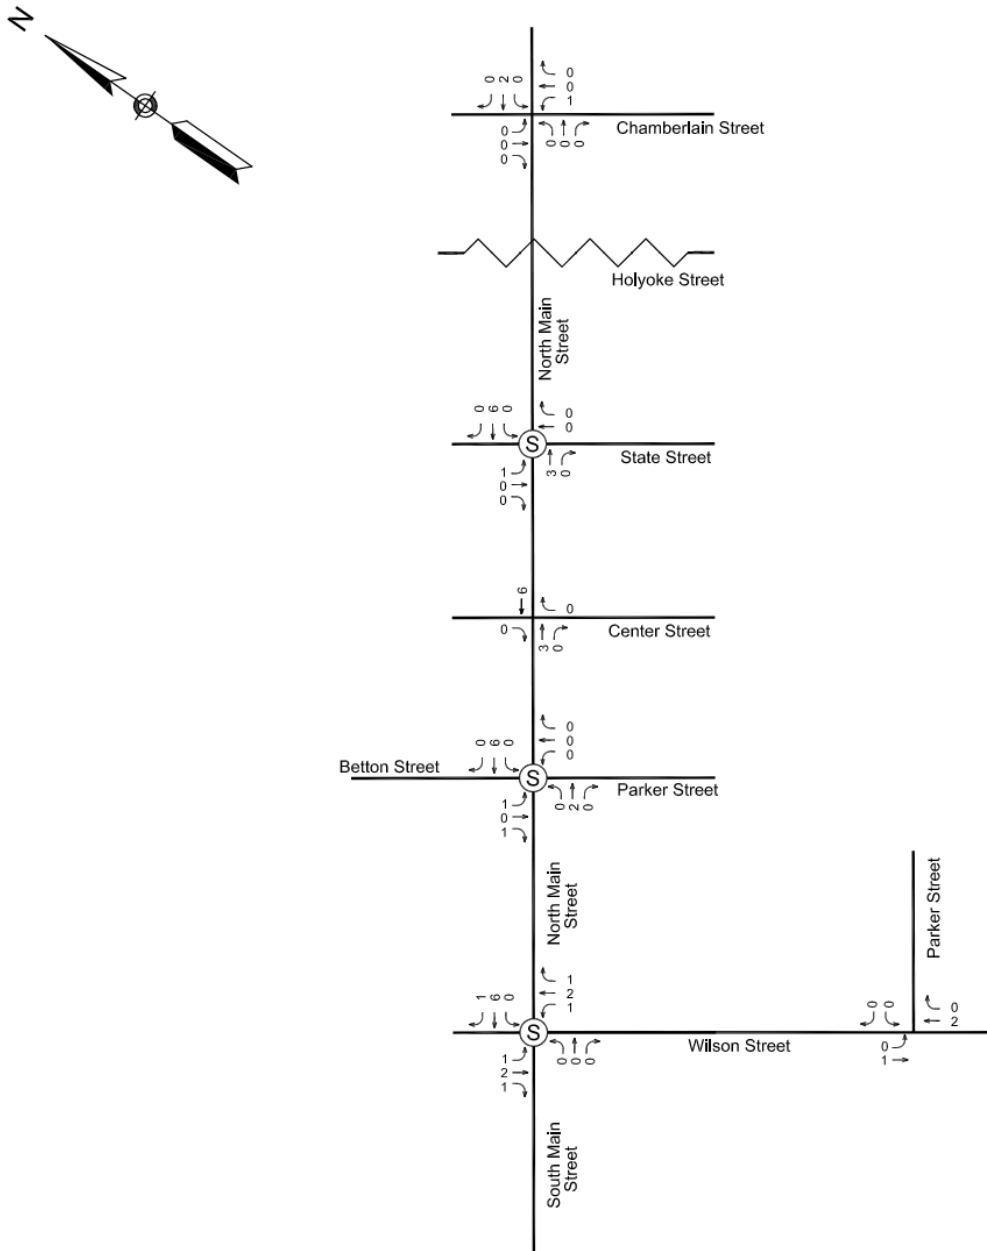 N
0 2 0
0
0
1
Chamberlain Street
0
0
0
0 0 0
Holyoke Street
North Main
Street
0 6 0
0
0
S
State Street
1
0
0
3 0
6
0
Center Street
0
3 0
0
0
0
0 6 0
Betton Street
S
Parker Street
1
0
1
0 2 0
North Main
Street
Parker Street
1
2
1
1 6 0
0 0
0
2
S
Wilson Street
1
2
1
0 0 0
0
1
South Main
Street